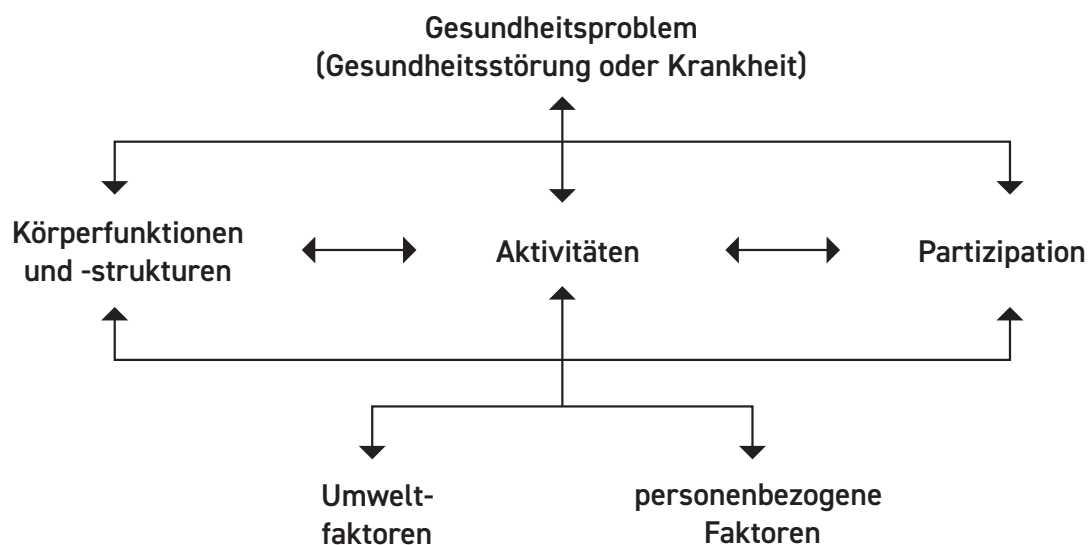 Gesundheitsproblem
(Gesundheitsstörung oder Krankheit)
Körperfunktionen
und -strukturen
Aktivitäten
Partizipation
Umwelt-
faktoren
personenbezogene
Faktoren